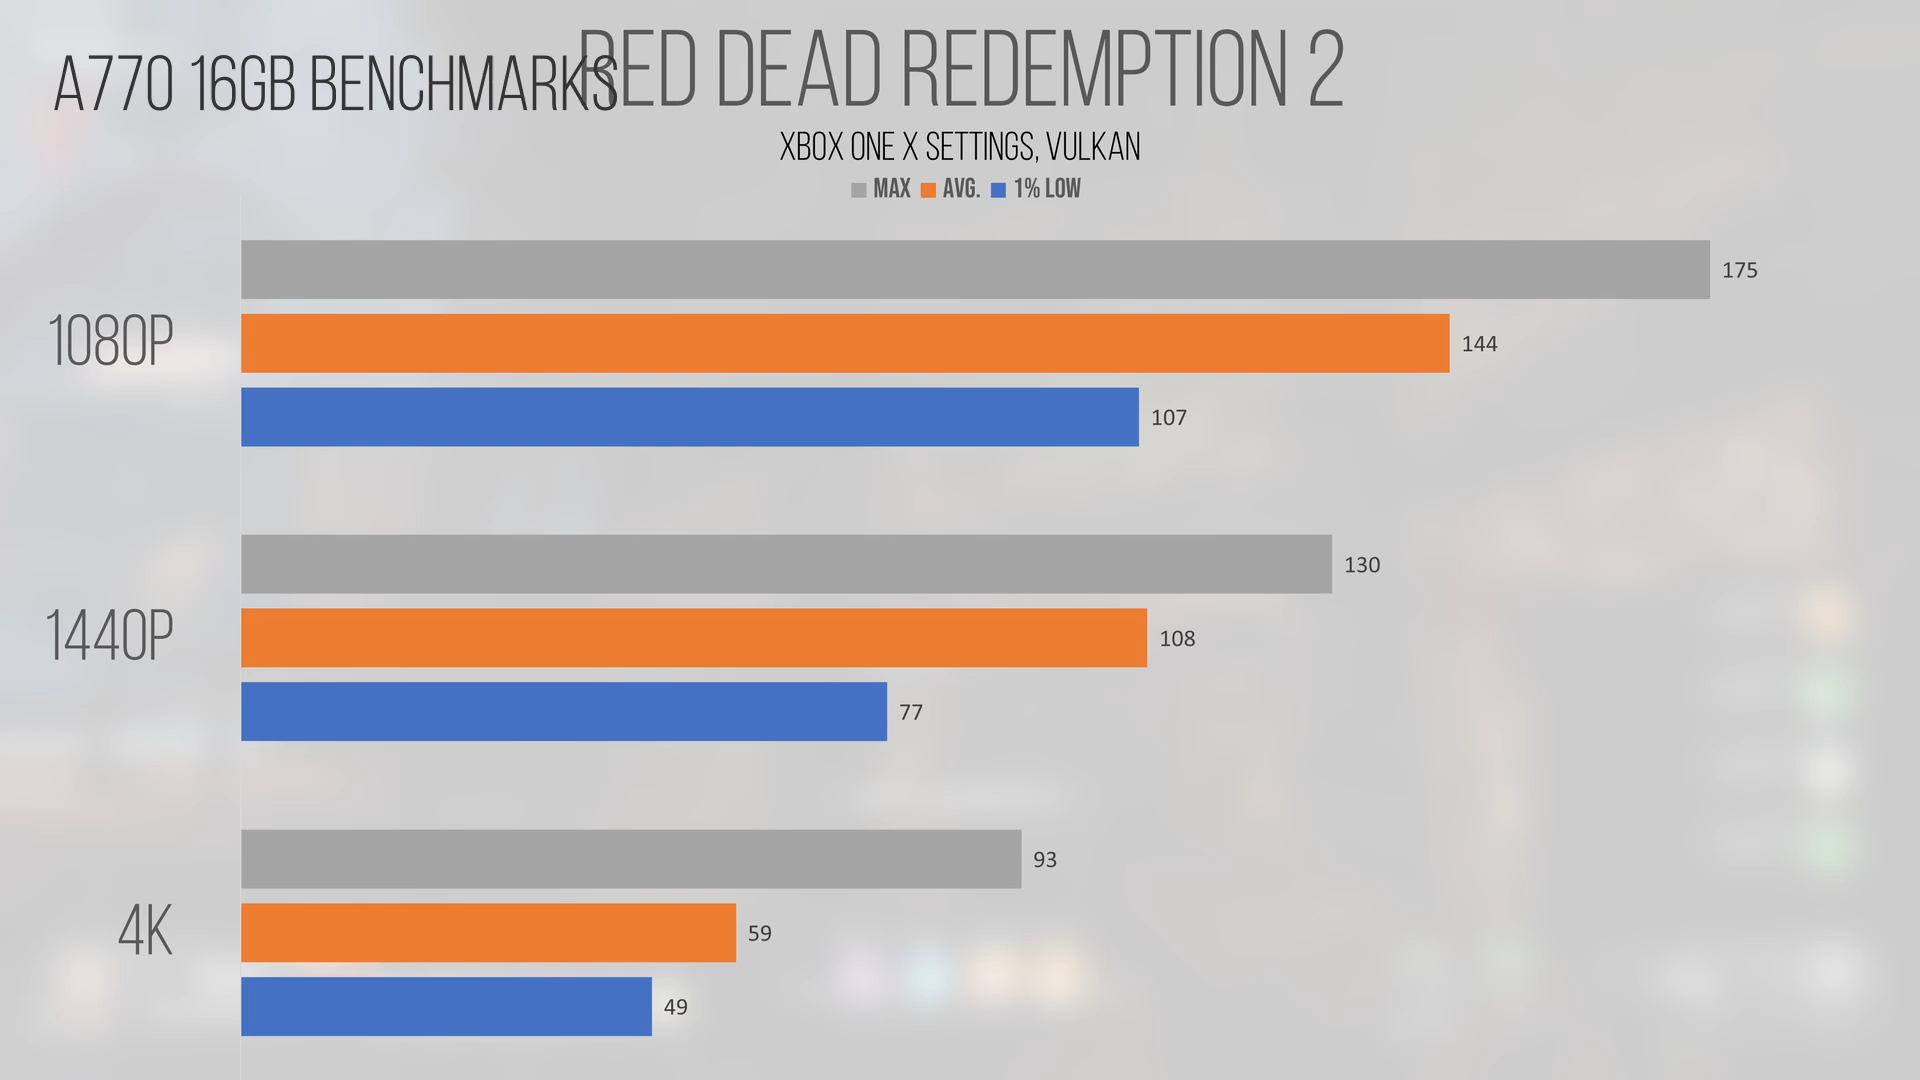 A770 16GB BENCHMARKS
RED DEAD REDEMPTION 2
XBOX ONE X SETTINGS, VULKAN
MAX AVG. 1% LOW
175
1080P
144
107
130
1440P
108
77
93
4K
59
49